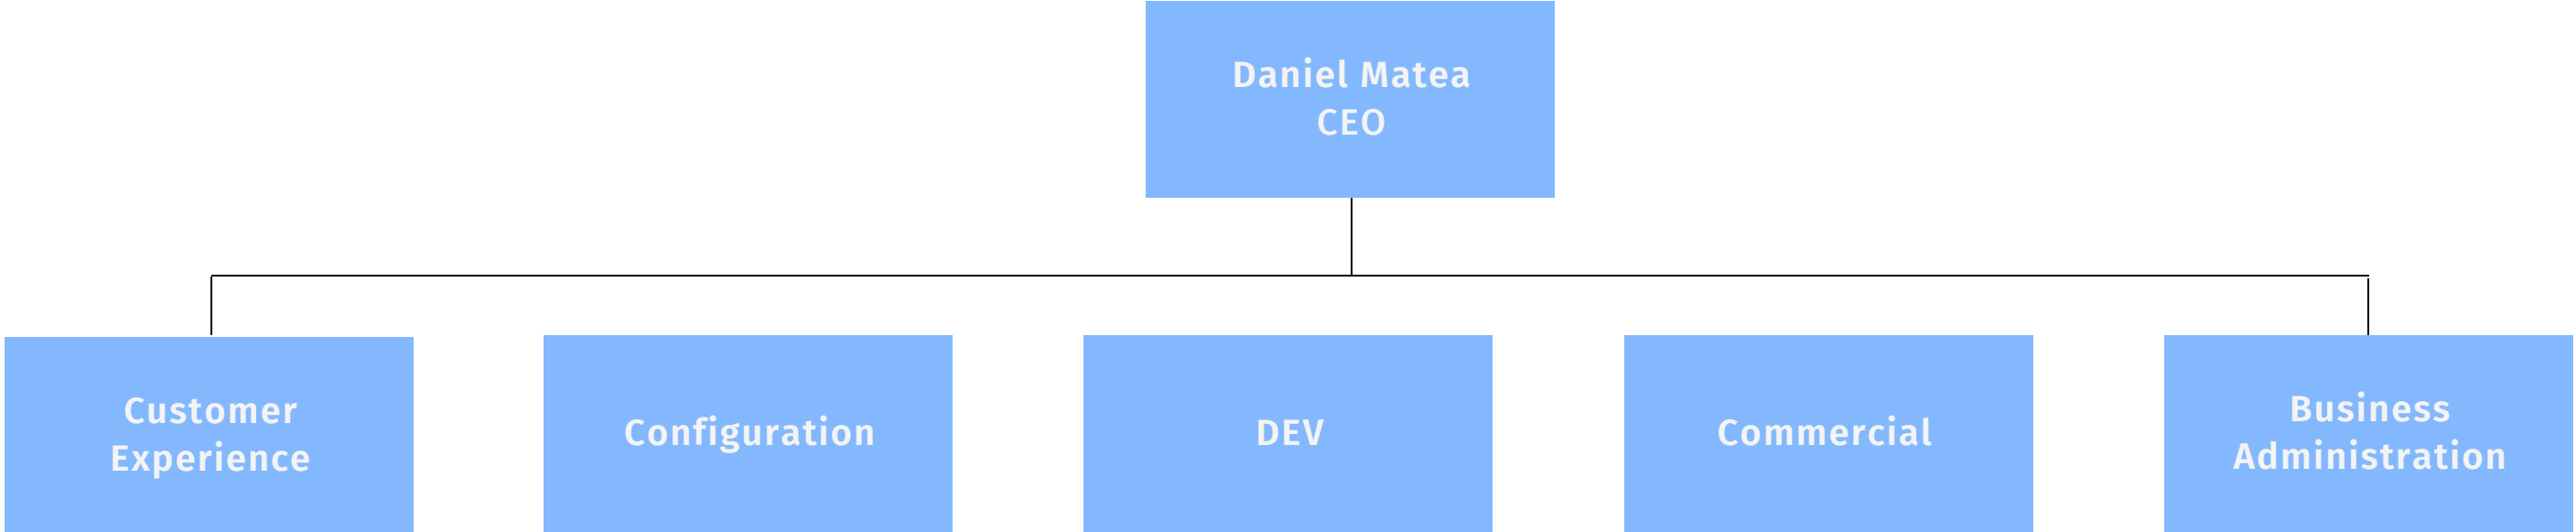 Daniel Matea
CEO
Customer
Experience
Configuration
DEV
Commercial
Business
Administration